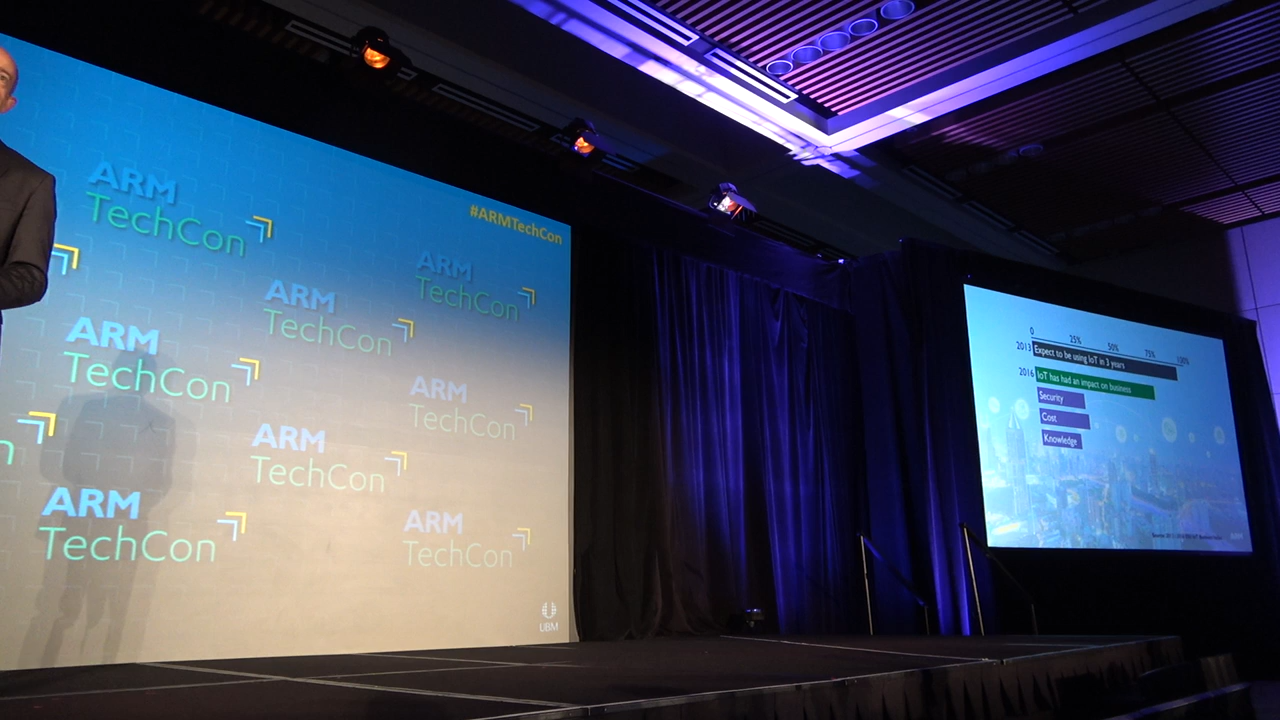 #ARMTechCon
ARM
TechCon
ARM
TechCon
ARM
TechCon
ARM
TechCon
ARM
TechCon
ARM
TechCon
ARM
TechCon
ARM
TechCon
UBM
0 25% 50% 75% 100%
2013 Expect to be using IoT in 3 years
2016 IoT has had an impact on business
Security
Cost
Knowledge
ARM